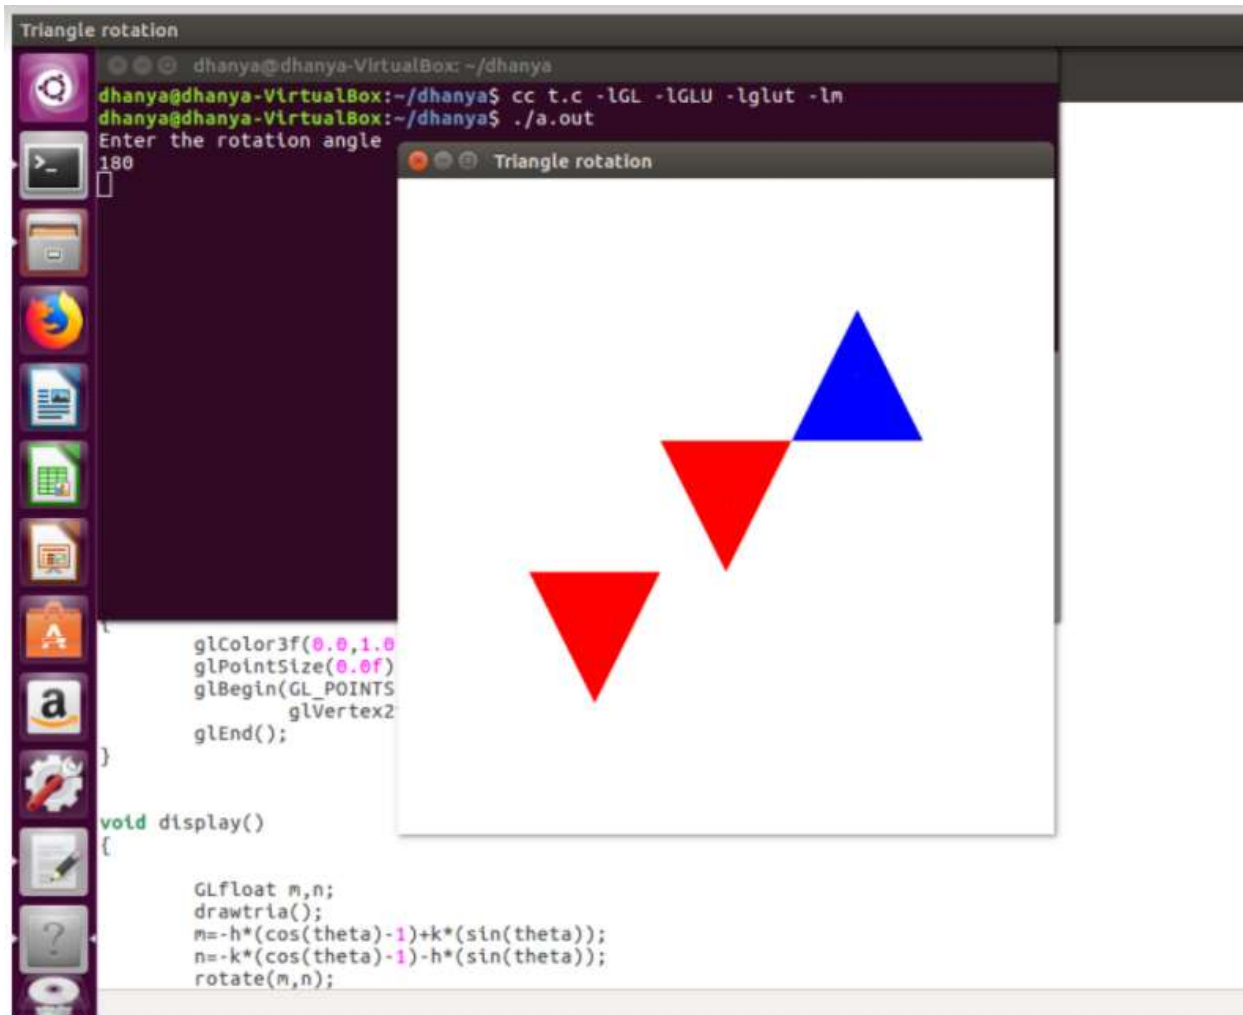 Triangle rotation
dhanya@dhanya-VirtualBox: ~/dhanya
dhanya@dhanya-VirtualBox:~/dhanya$ cc t.c -lGL -lGLU -lglut -lm
dhanya@dhanya-VirtualBox:~/dhanya$ ./a.out
Enter the rotation angle
180
Triangle rotation
{
glColor3f(0.0,1.0
glPointSize(0.0f)
glBegin(GL_POINTS
glVertex2
glEnd();
}
void display()
{
GLfloat m,n;
drawtria();
m=-h*(cos(theta)-1)+k*(sin(theta));
n=-k*(cos(theta)-1)-h*(sin(theta));
rotate(m,n);